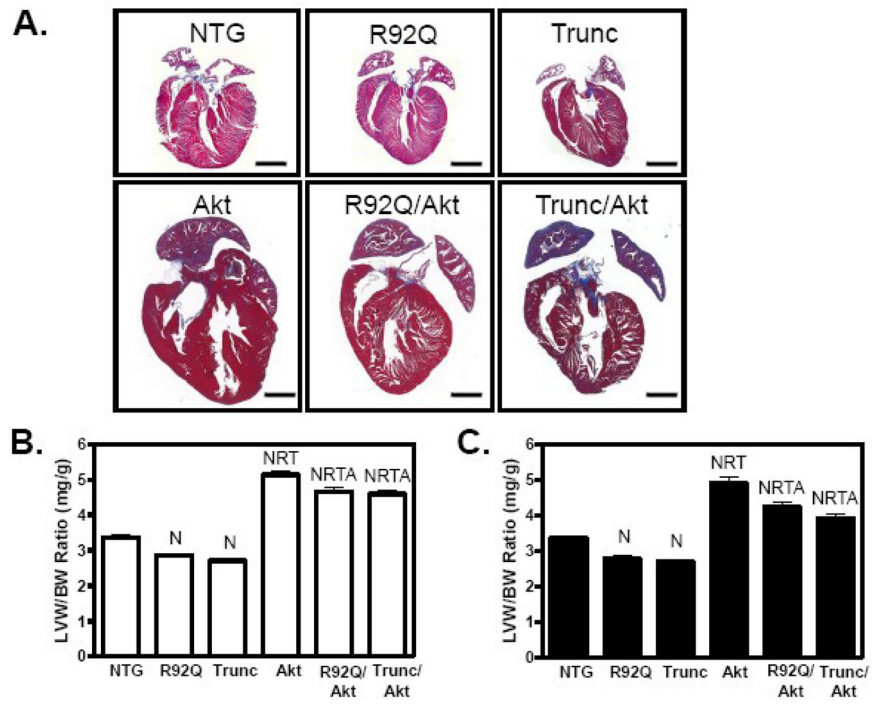 A.
NTG R92Q Trunc
Akt R92Q/Akt Trunc/Akt
B.
LVW/BW Ratio (mg/g)
6
5
4
3
2
1
0
N
N
NRT
NRTA
NRTA
NTG R92Q Trunc Akt R92Q/ Trunc/
Akt Akt
C.
LVW/BW Ratio (mg/g)
6
5
4
3
2
1
0
N
N
NRT
NRTA
NRTA
NTG R92Q Trunc Akt R92Q/ Trunc/
Akt Akt